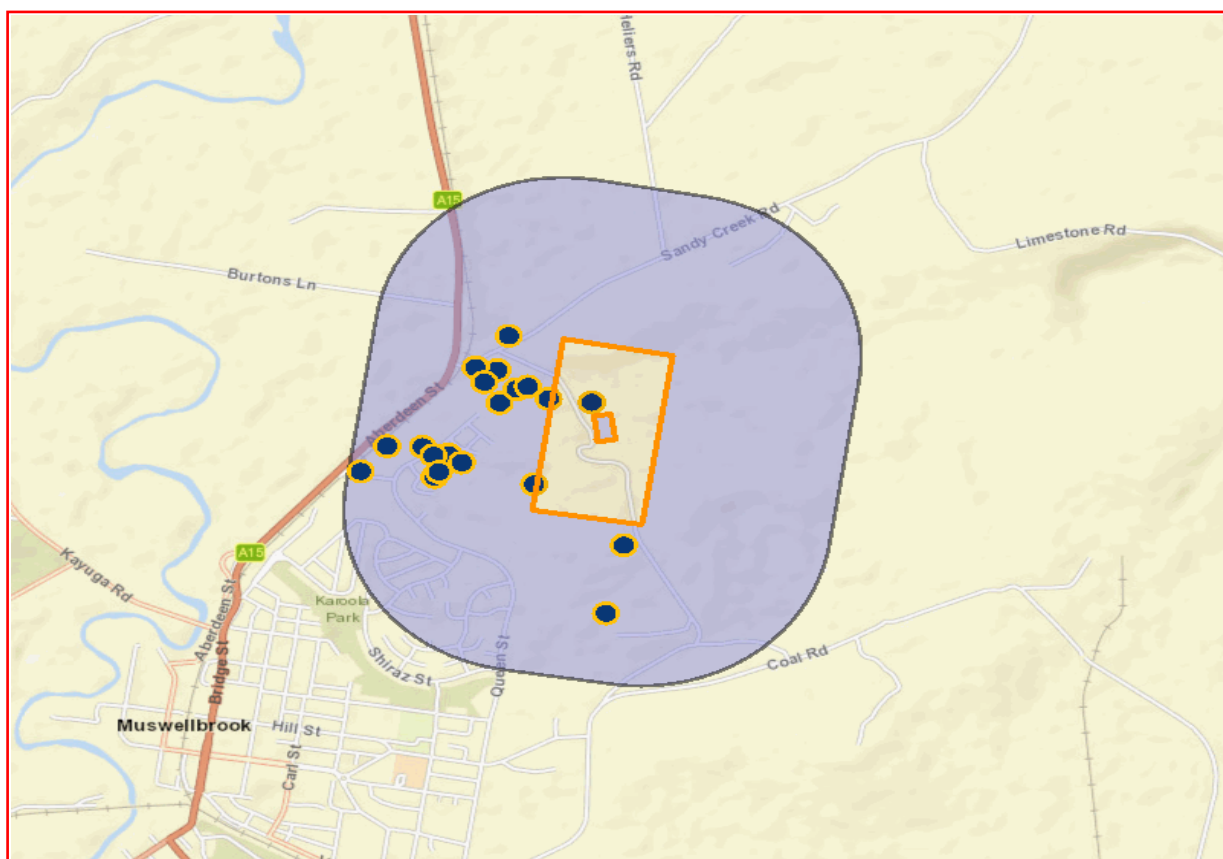 Heliers Rd
A15
Sandy Creek Rd
Limestone Rd
Burtons Ln
Aberdeen St
A15
Kayuga Rd
Aberdeen St
Karoola
Park
Bridge St
Shiraz St
Queen St
Coal Rd
Muswellbrook
Hill St
Carl St